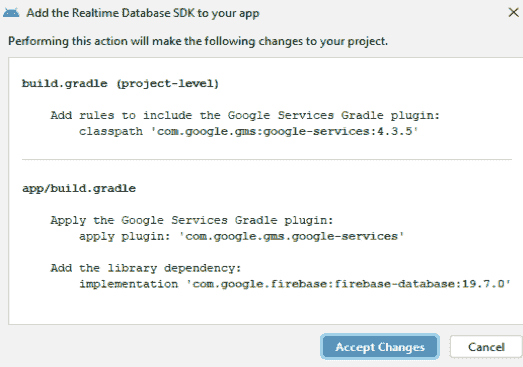 Add the Realtime Database SDK to your app
Performing this action will make the following changes to your project.
build.gradle (project-level)
Add rules to include the Google Services Gradle plugin:
classpath 'com.google.gms:google-services:4.3.5'
app/build.gradle
Apply the Google Services Gradle plugin:
apply plugin: 'com.google.gms.google-services'
Add the library dependency:
implementation 'com.google.firebase:firebase-database:19.7.0'
Accept Changes
Cancel